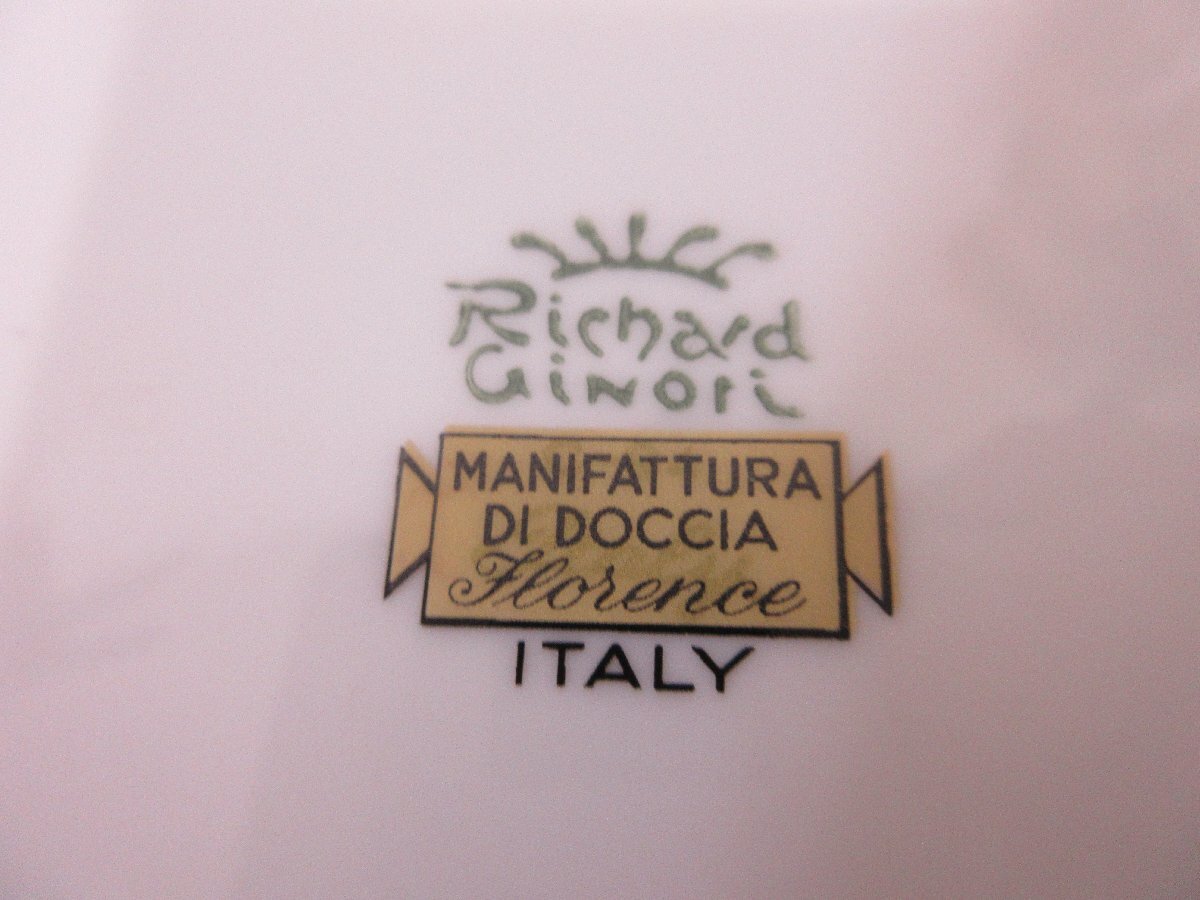 Richard
Ginori
MANIFATTURA
DI DOCCIA
Florence
ITALY